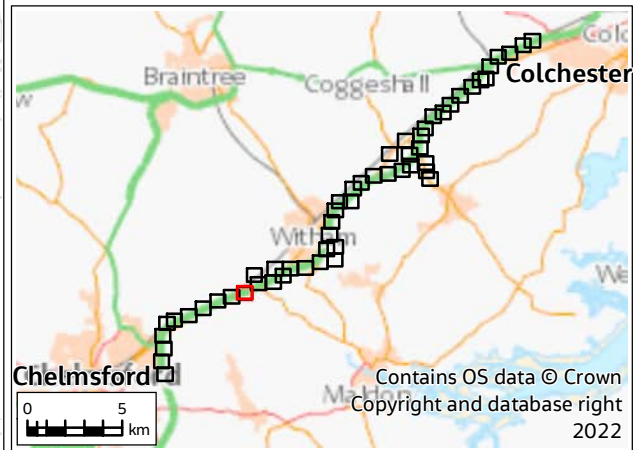 Braintree
Coggeshall
Colchester
Witham
Chelmsford
Contains OS data © Crown
Copyright and database right
2022
0 5
km